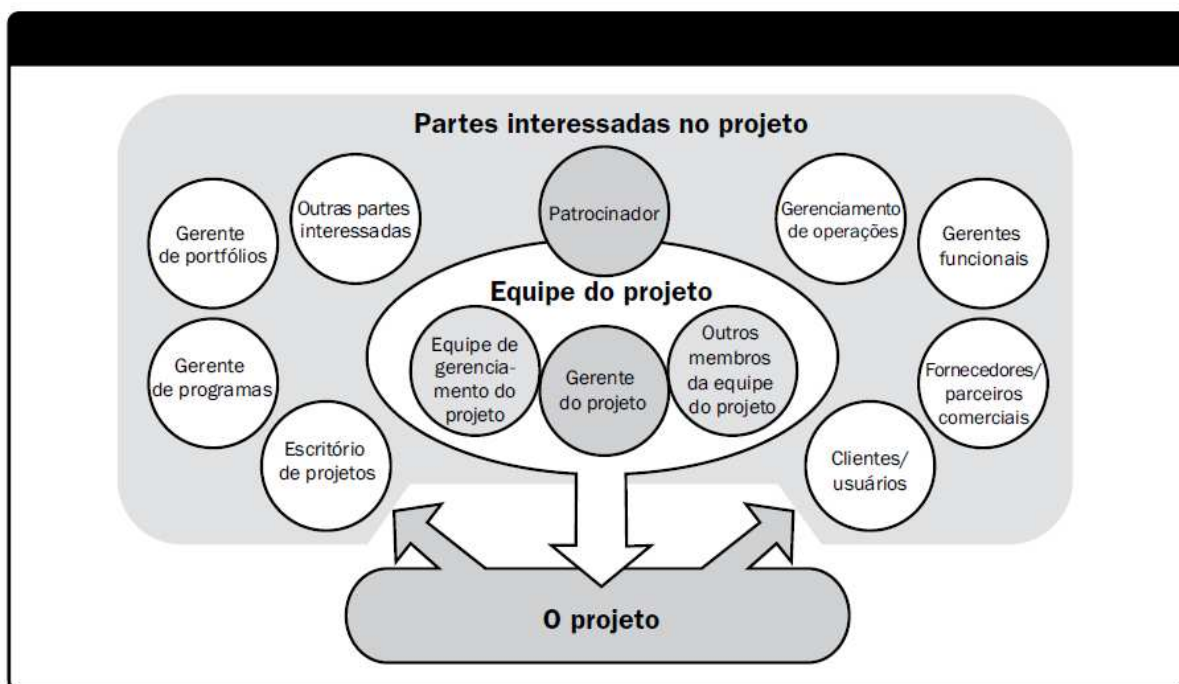 Partes interessadas no projeto
Gerente
de portfólios
Outras partes
interessadas
Patrocinador
Gerenciamento
de operações
Gerentes
funcionais
Equipe do projeto
Gerente
de programas
Equipe de
gerencia-
mento do
projeto
Gerente
do projeto
Outros
membros
da equipe
do projeto
Fornecedores/
parceiros
comerciais
Escritório
de projetos
Clientes/
usuários
O projeto